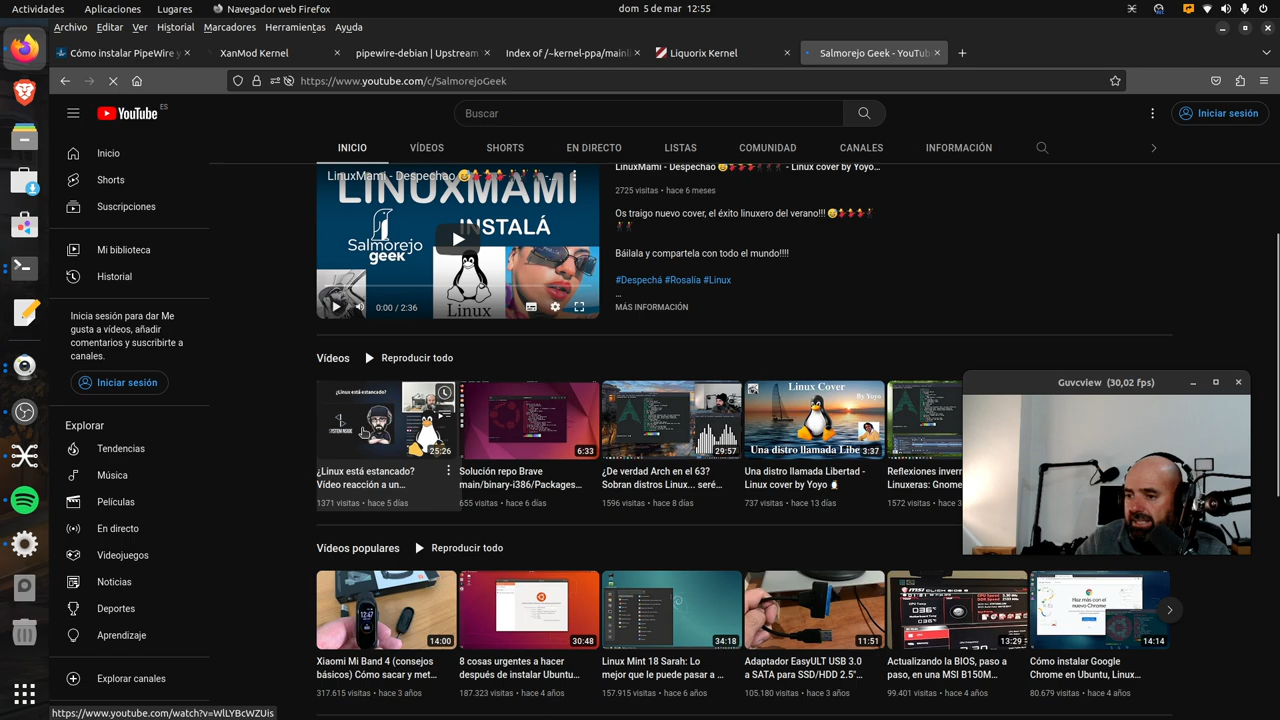 Actividades
Aplicaciones
Lugares
Navegador web Firefox
dom 5 de mar 12:55
Archivo Editar Ver Historial Marcadores Herramientas Ayuda
Cómo instalar PipeWire y
XanMod Kernel
pipewire-debian | Upstream
Index of /~kernel-ppa/mainl
Liquorix Kernel
Salmorejo Geek - YouTub
https://www.youtube.com/c/SalmorejoGeek
YouTube ES
Buscar
Iniciar sesión
INICIO VÍDEOS SHORTS EN DIRECTO LISTAS COMUNIDAD CANALES INFORMACIÓN
Inicio
Shorts
Suscripciones
Mi biblioteca
Historial
Inicia sesión para dar Me
gusta a vídeos, añadir
comentarios y suscribirte a
canales.
Iniciar sesión
Explorar
Tendencias
Música
Películas
En directo
Videojuegos
Noticias
Deportes
Aprendizaje
Explorar canales
https://www.youtube.com/watch?v=WlLYBcWZUis
LinuxMami - Despechao 😅💃💃💃🕺🕺🕺-...
LINUXMAMI
INSTALÁ
Salmorejo
geek
Linux
0:00 / 2:36
LinuxMami - Despechao 😅💃💃💃🕺🕺🕺 - Linux cover by Yoyo...
2725 visitas • hace 6 meses
Os traigo nuevo cover, el éxito linuxero del verano!!! 😅💃💃💃🕺
🕺🕺
Báilala y compartela con todo el mundo!!!!
#Despechá #Rosalía #Linux
...
MÁS INFORMACIÓN
Vídeos
Reproducir todo
¿Linux está estancado?
SYSTEM INSIDE
25:26
6:33
29:57
Linux Cover
By Yoyo
Una distro llamada Libe
3:37
¿Linux está estancado?
Vídeo reacción a un...
1371 visitas • hace 5 días
Solución repo Brave
main/binary-i386/Packages...
655 visitas • hace 6 días
¿De verdad Arch en el 63?
Sobran distros Linux... seré...
1596 visitas • hace 8 días
Una distro llamada Libertad -
Linux cover by Yoyo 🐧
737 visitas • hace 13 días
Reflexiones inverr
Linuxeras: Gnome
1572 visitas • hace
Guvcview (30,02 fps)
Vídeos populares
Reproducir todo
14:00
30:48
34:18
11:51
13:29
Haz más con el
nuevo Chrome
14:14
Xiaomi Mi Band 4 (consejos
básicos) Cómo sacar y met...
317.615 visitas • hace 3 años
8 cosas urgentes a hacer
después de instalar Ubuntu...
187.323 visitas • hace 4 años
Linux Mint 18 Sarah: Lo
mejor que le puede pasar a ...
157.915 visitas • hace 6 años
Adaptador EasyULT USB 3.0
a SATA para SSD/HDD 2.5"...
105.180 visitas • hace 3 años
Actualizando la BIOS, paso a
paso, en una MSI B150M...
99.401 visitas • hace 4 años
Cómo instalar Google
Chrome en Ubuntu, Linux...
80.679 visitas • hace 4 años